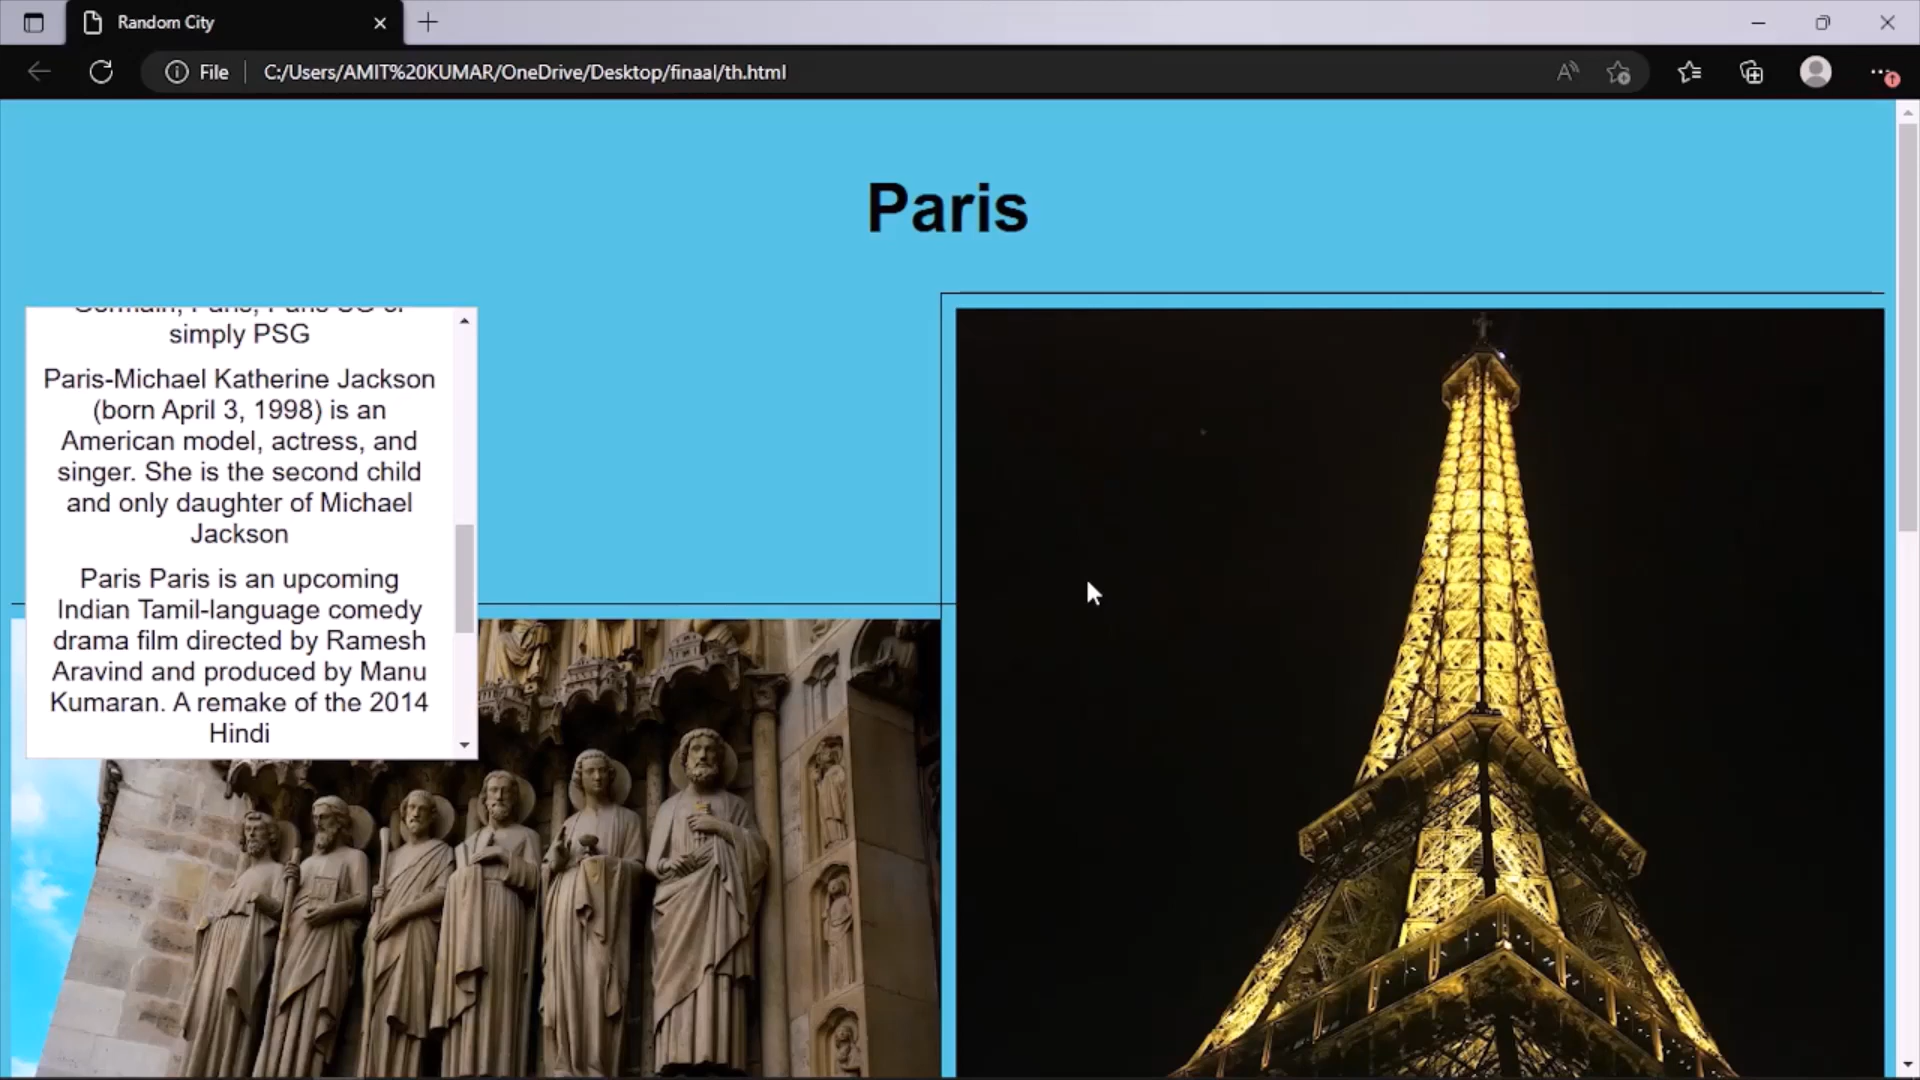 Random City
File
C:/Users/AMIT%20KUMAR/OneDrive/Desktop/finaal/th.html
Paris
Germain, Paris, Paris SG or
simply PSG
Paris-Michael Katherine Jackson
(born April 3, 1998) is an
American model, actress, and
singer. She is the second child
and only daughter of Michael
Jackson
Paris Paris is an upcoming
Indian Tamil-language comedy
drama film directed by Ramesh
Aravind and produced by Manu
Kumaran. A remake of the 2014
Hindi